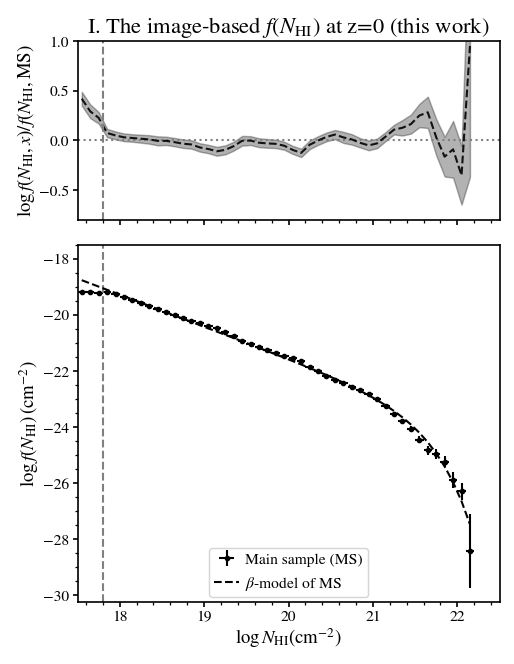 I. The image-based f(N_HI) at z=0 (this work)
1.0
0.5
0.0
−0.5
log f(N_HI, x)/f(N_HI, MS)
−18
−20
−22
−24
−26
−28
−30
log f(N_HI) (cm^−2)
Main sample (MS)
β-model of MS
18 19 20 21 22
log N_HI(cm^−2)